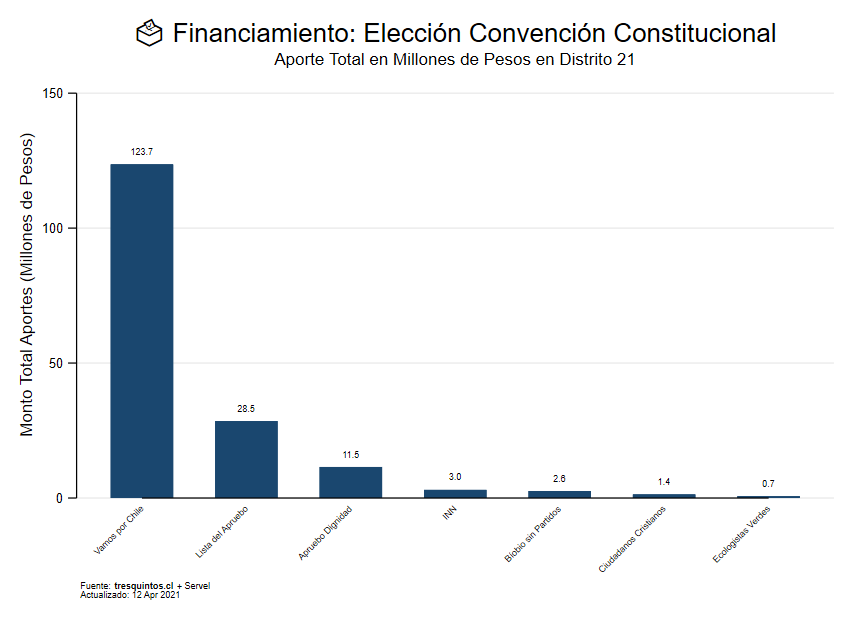 Financiamiento: Elección Convención Constitucional
Aporte Total en Millones de Pesos en Distrito 21
Monto Total Aportes (Millones de Pesos)
150
100
50
0
123.7
28.5
11.5
3.0
2.6
1.4
0.7
Vamos por Chile
Lista del Apruebo
Apruebo Dignidad
INN
Biobio sin Partidos
Ciudadanos Cristianos
Ecologistas Verdes
Fuente: tresquintos.cl + Servel
Actualizado: 12 Apr 2021